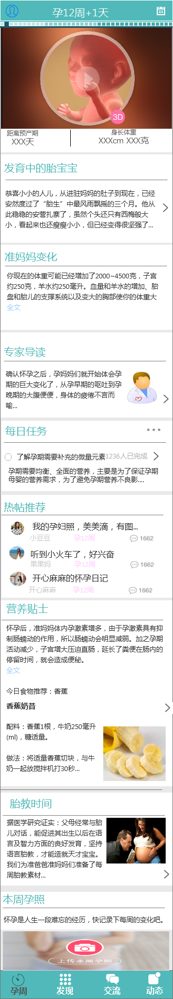 孕12周+1天
3D
距离预产期
XXX天
身长体重
XXXcm XXX克
发育中的胎宝宝
恭喜小小的人儿，从进驻妈妈的肚子到现在，已经
安然度过了“胎生”中最风雨飘摇的三个月。他从
此稳稳的安营扎寨了，虽然个头还只有西梅般大
小，看起来也还瘦瘦小小，但已经变得很坚强了...
准妈妈变化
你现在的体重可能已经增加了2000~4500克，子宫
约250克，羊水约250毫升。血量和羊水的增加、胎
盘和胎儿的支撑系统以及变大的胸部使你的体重大
全文
专家导读
确认怀孕之后，孕妈妈们就开始体会孕
期的巨大变化了，从孕早期的呕吐到孕
晚期的大腹便便，身体的疲倦不言而
喻...
每日任务
了解孕期需要补充的微量元素 1236人已完成
孕期需要均衡、全面的营养，主要是为了保证孕期
母婴的营养需求，为了避免孕期营养不良影....
热帖推荐
我的孕妇照，美美滴，有图...
小豆豆 孕12周 1662
听到小火车了，好兴奋
果果妈 孕12周 1662
开心麻麻的怀孕日记
开心麻麻 孕12周 1662
营养贴士
怀孕后，准妈妈体内孕激素增多，由于孕激素具有抑
制肠蠕动的作用，所以肠蠕动会明显减弱。加之孕期
活动减少，子宫增大压迫直肠，延长了粪便在肠内的
停留时间，就会造成便秘。
全文
今日食物推荐：香蕉
香蕉奶昔
配料：香蕉1根，牛奶250毫升
(ml)，糖适量。
做法：将适量香蕉切块，与牛
奶一起放搅拌机打30秒...
胎教时间
据医学研究证实：父母经常与胎
儿对话，能促进其出生以后在语
言及智力方面的良好发育，坚持
语言胎教，才能造就天才宝宝。
我们为准爸爸准妈妈们准备了每
周胎教素材...
本周孕照
怀孕是人生一段难忘的经历，快记录下每周的变化吧。
上传本周孕照
孕周 发现 交流 动态